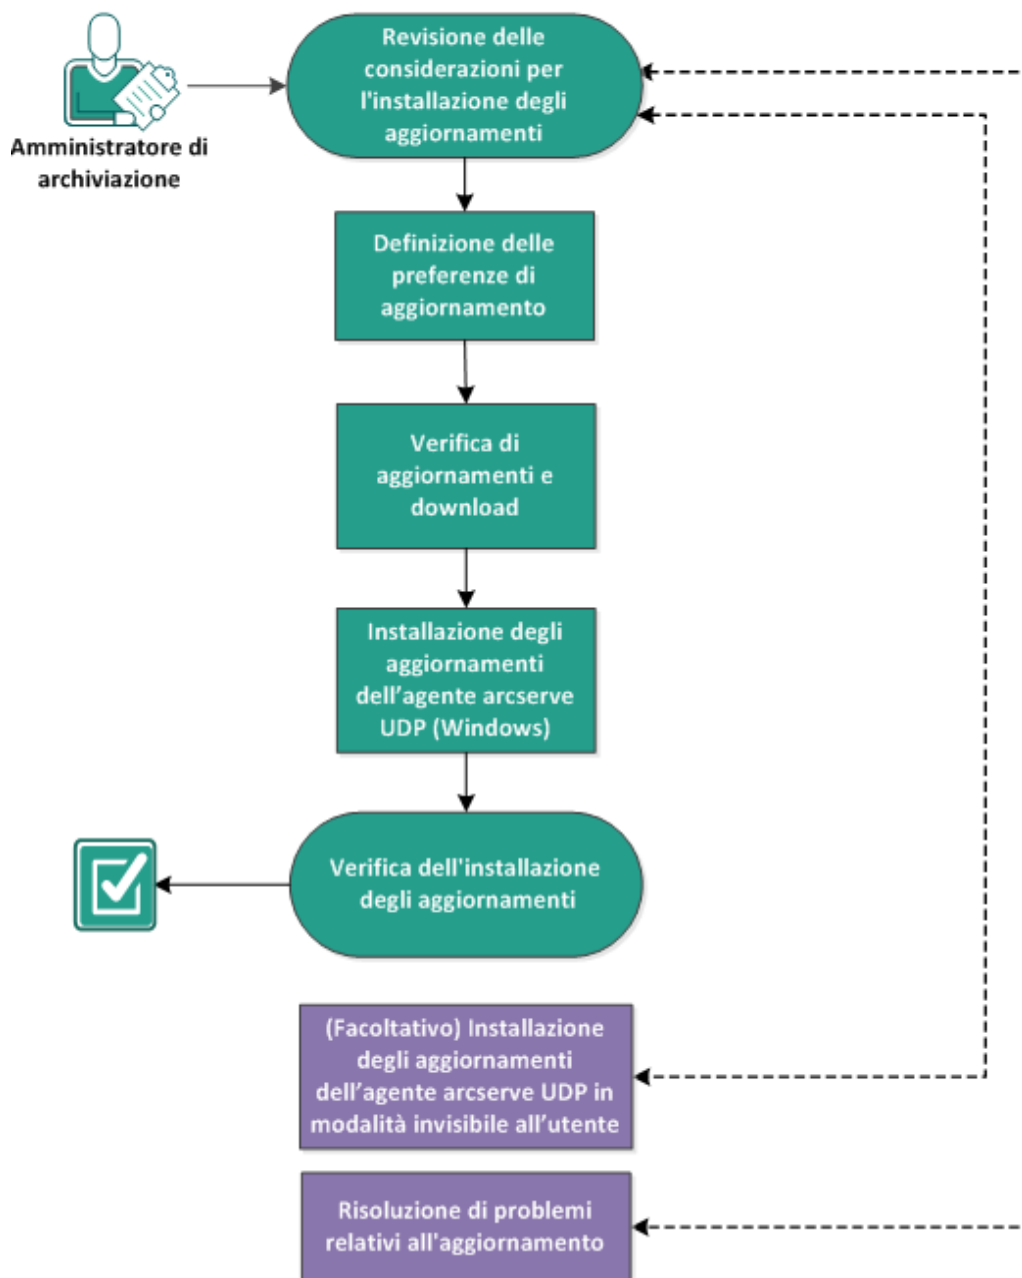 Amministratore di
archiviazione
Revisione delle
considerazioni per
l'installazione degli
aggiornamenti
Definizione delle
preferenze di
aggiornamento
Verifica di
aggiornamenti e
download
Installazione degli
aggiornamenti
dell’agente arcserve
UDP (Windows)
Verifica dell'installazione
degli aggiornamenti
(Facoltativo) Installazione
degli aggiornamenti
dell’agente arcserve UDP in
modalità invisibile all’utente
Risoluzione di problemi
relativi all'aggiornamento